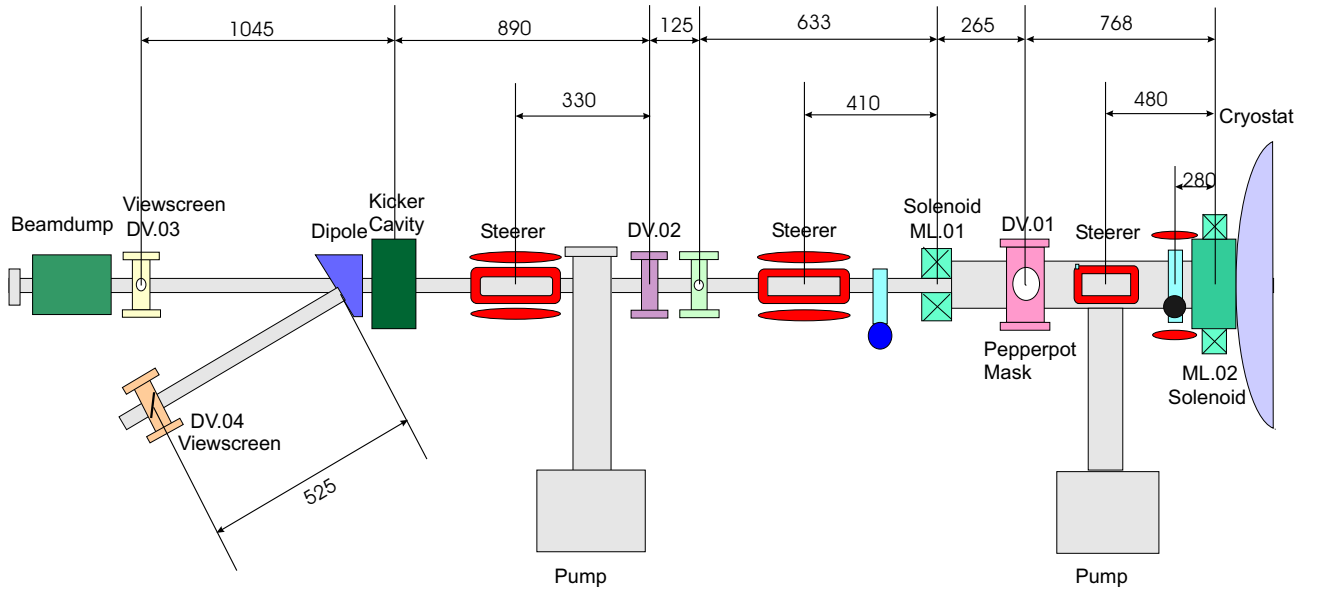 1045
890
125
633
265
768
330
410
480
Cryostat
280
Viewscreen
DV.03
Beamdump
Kicker
Cavity
Dipole
Steerer
DV.02
Steerer
Solenoid
ML.01
DV.01
Steerer
Pepperpot
Mask
ML.02
Solenoid
DV.04
Viewscreen
525
Pump
Pump